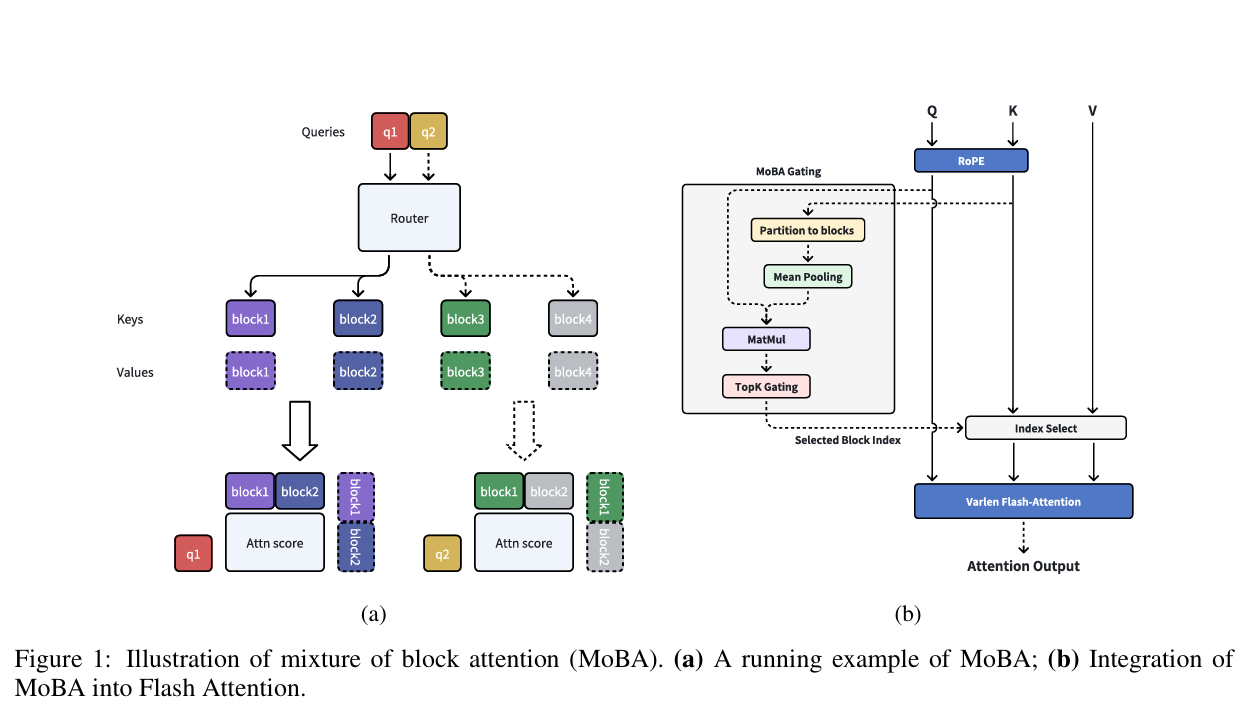 Queries
q1 q2
Router
Keys
block1 block2 block3 block4
Values
block1 block2 block3 block4
block1 block2
block1
block2
Attn score
q1
block1 block2
block1
block2
Attn score
q2
(a)
Q K V
RoPE
MoBA Gating
Partition to blocks
Mean Pooling
MatMul
TopK Gating
Selected Block Index
Index Select
Varlen Flash-Attention
Attention Output
(b)
Figure 1: Illustration of mixture of block attention (MoBA). (a) A running example of MoBA; (b) Integration of
MoBA into Flash Attention.